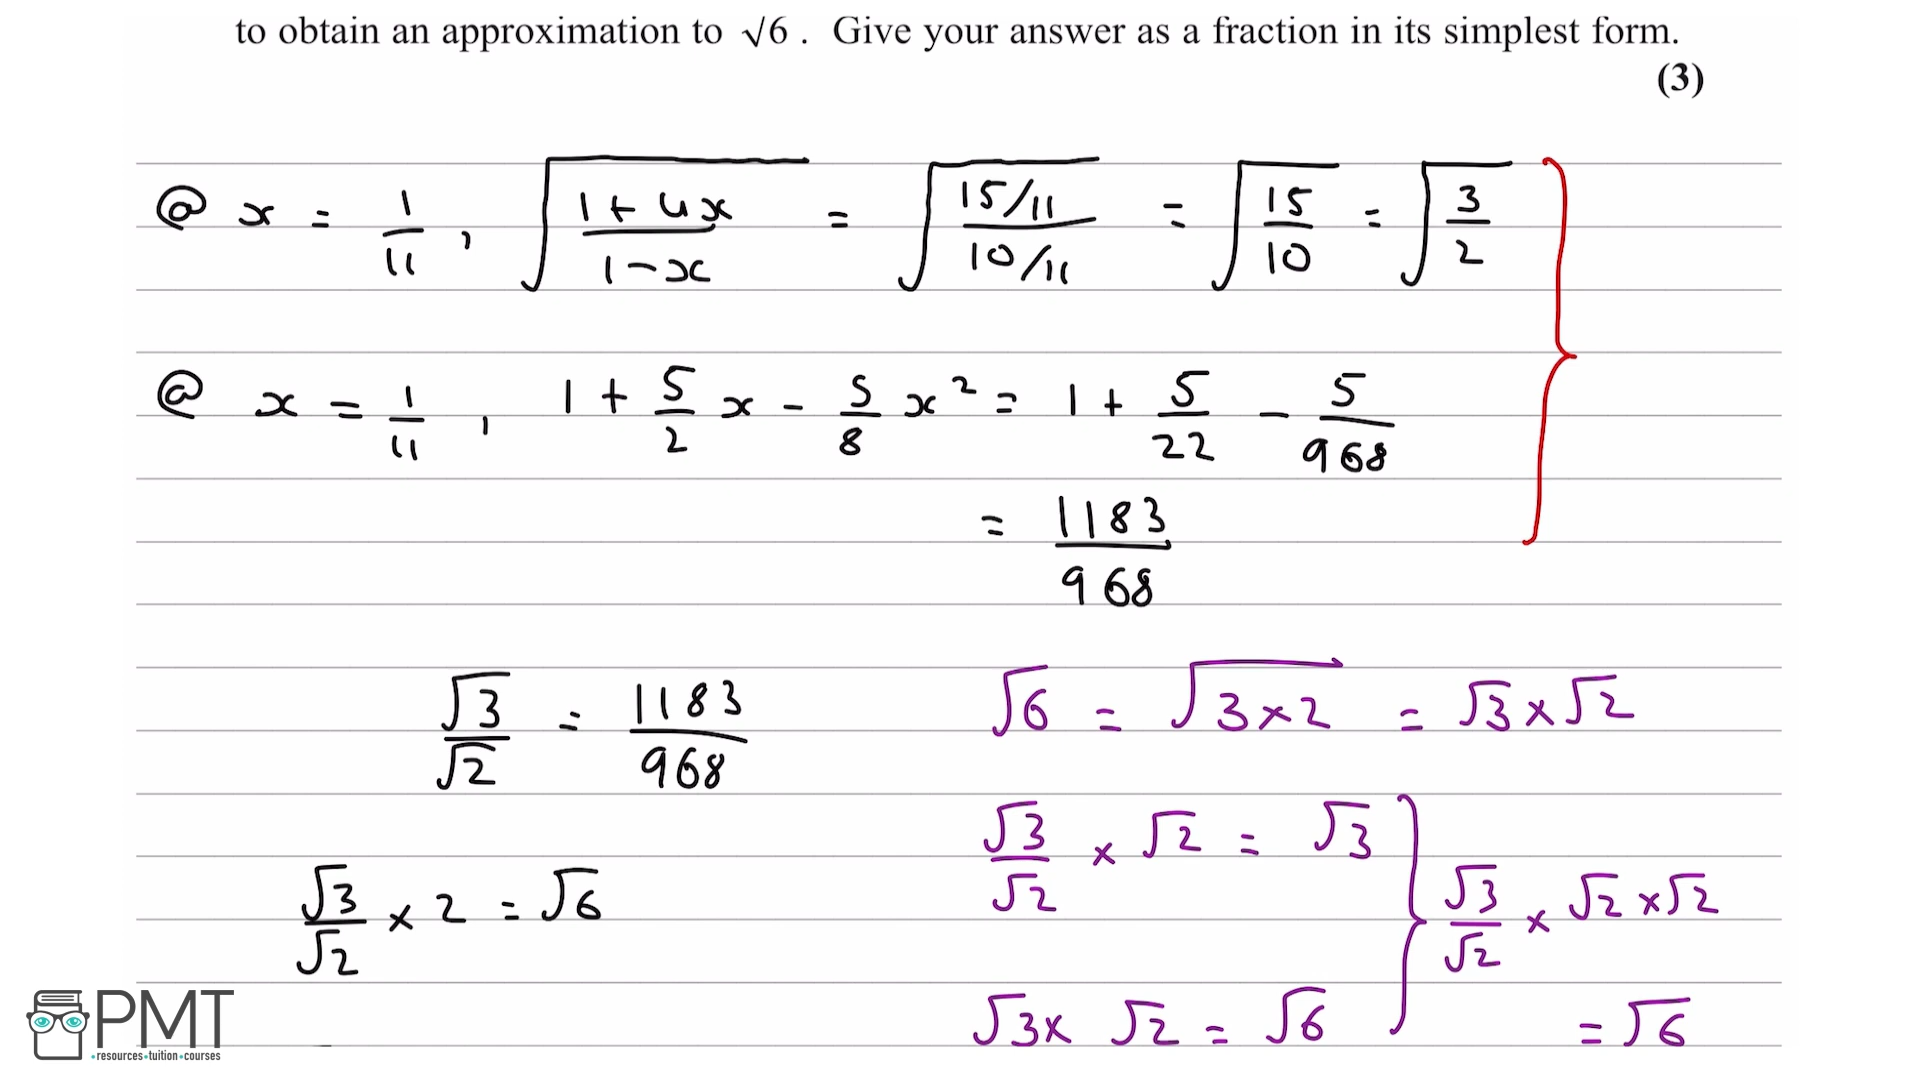 to obtain an approximation to √6 . Give your answer as a fraction in its simplest form.
(3)
@ x = 1/11 , √((1+4x)/(1-x)) = √((15/11)/(10/11)) = √(15/10) = √(3/2)
@ x = 1/11 , 1 + 5/2 x - 5/8 x² = 1 + 5/22 - 5/968
= 1183/968
√3/√2 = 1183/968
√6 = √(3×2) = √3 × √2
√3/√2 × √2 = √3
√3/√2 × 2 = √6
√3/√2 × √2 × √2
√3 × √2 = √6
= √6
PMT
•resources•tuition•courses